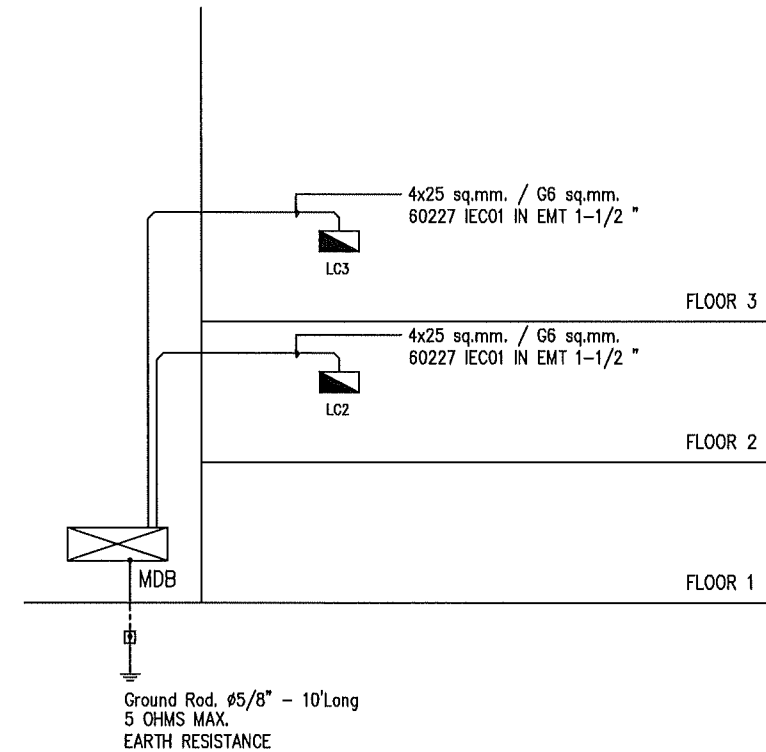 4x25 sq.mm. / G6 sq.mm.
60227 IEC01 IN EMT 1-1/2 "
LC3
FLOOR 3
4x25 sq.mm. / G6 sq.mm.
60227 IEC01 IN EMT 1-1/2 "
LC2
FLOOR 2
MDB
FLOOR 1
Ground Rod. ø5/8" - 10'Long
5 OHMS MAX.
EARTH RESISTANCE